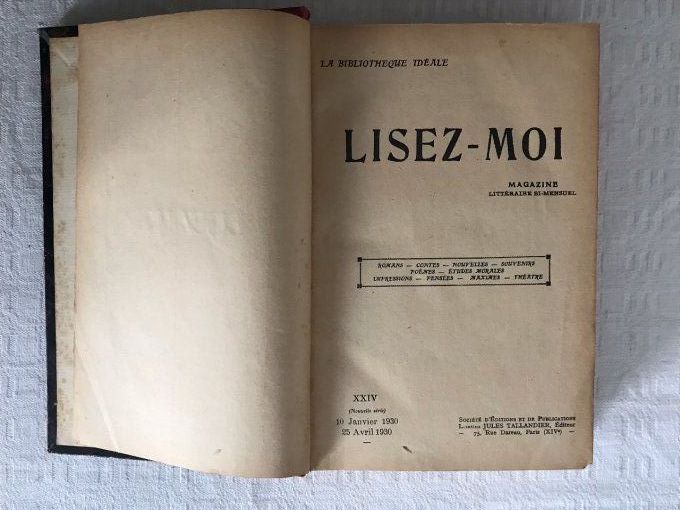 LA BIBLIOTHEQUE IDÉALE
LISEZ-MOI
MAGAZINE
LITTÉRAIRE BI-MENSUEL
ROMANS — CONTES — NOUVELLES — SOUVENIRS
POÈMES — ÉTUDES MORALES
IMPRESSIONS — PENSÉES — MAXIMES — THÉATRE
XXIV
(Nouvelle série)
10 Janvier 1930
25 Avril 1930
—
SOCIÉTÉ D'ÉDITIONS ET DE PUBLICATIONS
JULES TALLANDIER, Éditeur
— 75, Rue Dareau, Paris (XIVe) —